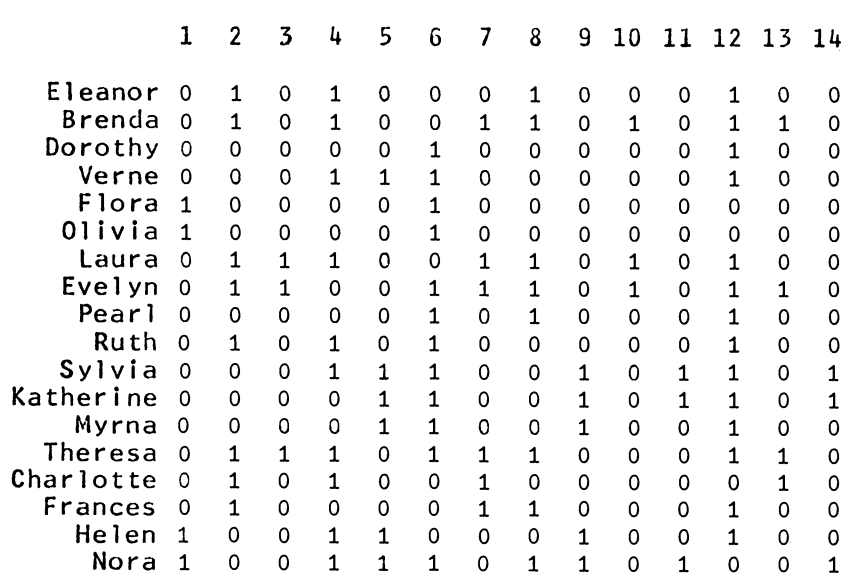 1 2 3 4 5 6 7 8 9 10 11 12 13 14
Eleanor 0 1 0 1 0 0 0 1 0 0 0 1 0 0
Brenda 0 1 0 1 0 0 1 1 0 1 0 1 1 0
Dorothy 0 0 0 0 0 1 0 0 0 0 0 1 0 0
Verne 0 0 0 1 1 1 0 0 0 0 0 1 0 0
Flora 1 0 0 0 0 1 0 0 0 0 0 0 0 0
Olivia 1 0 0 0 0 1 0 0 0 0 0 0 0 0
Laura 0 1 1 1 0 0 1 1 0 1 0 1 0 0
Evelyn 0 1 1 0 0 1 1 1 0 1 0 1 1 0
Pearl 0 0 0 0 0 1 0 1 0 0 0 1 0 0
Ruth 0 1 0 1 0 1 0 0 0 0 0 1 0 0
Sylvia 0 0 0 1 1 1 0 0 1 0 1 1 0 1
Katherine 0 0 0 0 1 1 0 0 1 0 1 1 0 1
Myrna 0 0 0 0 1 1 0 0 1 0 0 1 0 0
Theresa 0 1 1 1 0 1 1 1 0 0 0 1 1 0
Charlotte 0 1 0 1 0 0 1 0 0 0 0 0 1 0
Frances 0 1 0 0 0 0 1 1 0 0 0 1 0 0
Helen 1 0 0 1 1 0 1 0 1 0 0 1 0 0
Nora 1 0 0 1 1 1 0 1 1 0 1 0 0 1